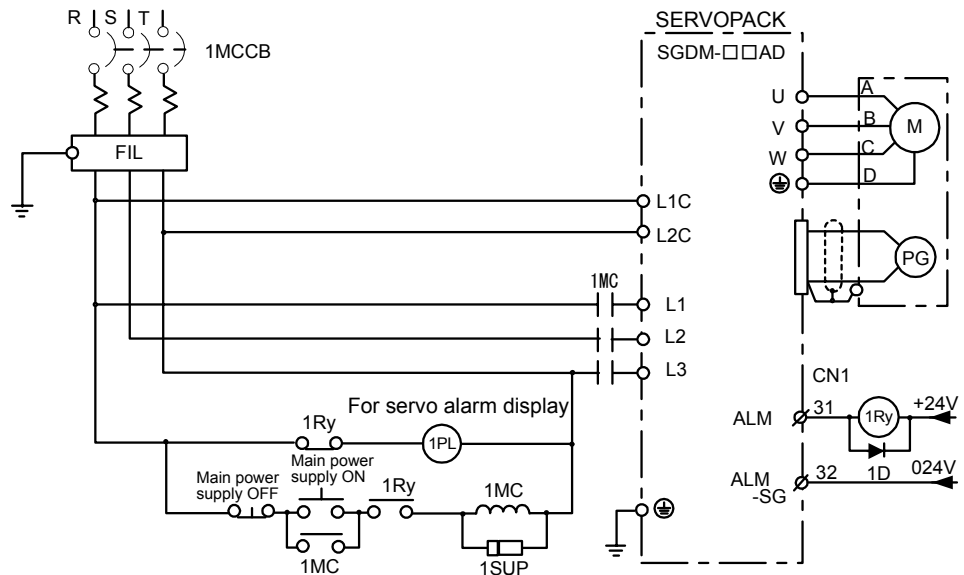 R S T
1MCCB
FIL
SERVOPACK
SGDM-□□AD
U
V
W
A
B
C
D
M
L1C
L2C
PG
1MC
L1
L2
L3
CN1
For servo alarm display
1Ry
1PL
ALM
31
1Ry
+24V
Main power
supply OFF
Main power
supply ON
1Ry
1MC
ALM
-SG
32
1D
024V
1MC
1SUP